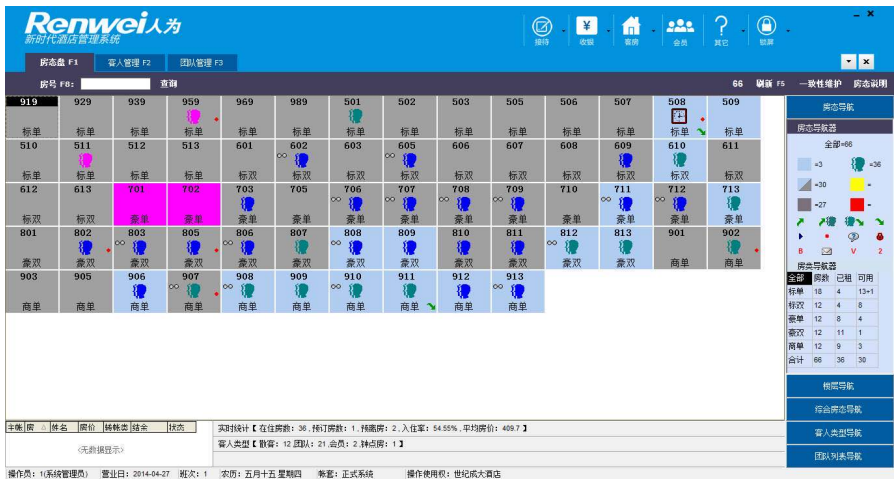 Renwei人为
新时代酒店管理系统
接待 收银 客房 会员 其它 锁屏
房态盘 F1 客人管理 F2 团队管理 F3
房号 F8: 查询 66 刷新 F5 一致性维护 房态说明
919 929 939 959 969 989 501 502 503 505 506 507 508 509
标单 标单 标单 标单 标单 标单 标单 标单 标单 标单 标单 标单 标单 标单
510 511 512 513 601 602 603 605 606 607 608 609 610 611
标单 标单 标单 标单 标双 标双 标双 标双 标双 标双 标双 标双 标双 标双
612 613 701 702 703 705 706 707 708 709 710 711 712 713
标双 标双 豪单 豪单 豪单 豪单 豪单 豪单 豪单 豪单 豪单 豪单 豪单 豪单
801 802 803 805 806 807 808 809 810 811 812 813 901 902
豪双 豪双 豪双 豪双 豪双 豪双 豪双 豪双 豪双 豪双 豪双 豪双 商单 商单
903 905 906 907 908 909 910 911 912 913
商单 商单 商单 商单 商单 商单 商单 商单 商单 商单
房态导航
房态导航器
全部=66
=3 =36
=30 =
=27 =
B V 2
房类导航器
全部 房数 已租 可用
标单 18 4 13+1
标双 12 4 8
豪单 12 8 4
豪双 12 11 1
商单 12 9 3
合计 66 36 30
楼层导航
综合房态导航
客人类型导航
团队列表导航
主帐 房 姓名 房价 转帐类 结余 状态
<无数据显示>
实时统计【 在住房数: 36 , 预订房数: 1 , 预离房: 2 , 入住率: 54.55% , 平均房价: 409.7 】
客人类型【 散客: 12 ,团队: 21 ,会员: 2 ,钟点房: 1 】
操作员: 1(系统管理员) 营业日: 2014-04-27 班次: 1 农历: 五月十五 星期四 帐套: 正式系统 操作使用权: 世纪成大酒店